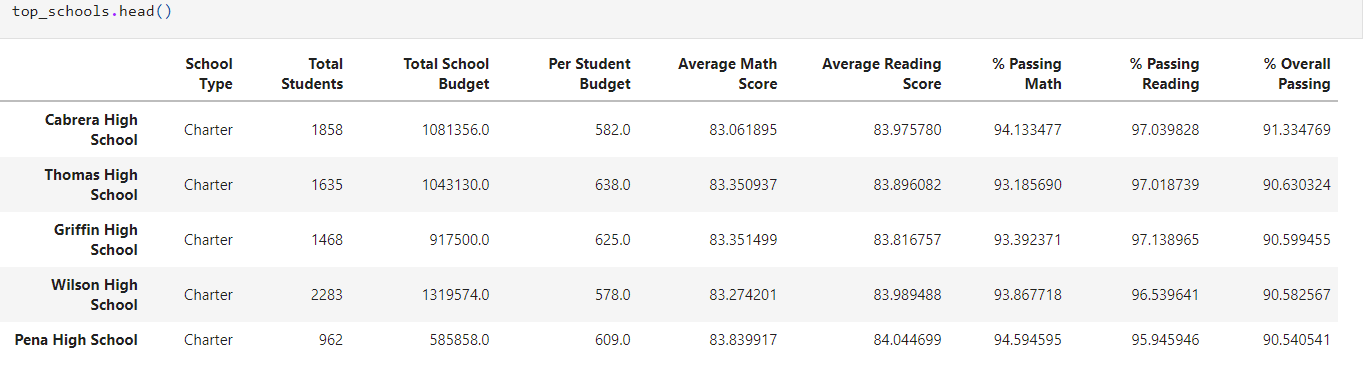 top_schools.head()
School Type Total Students Total School Budget Per Student Budget Average Math Score Average Reading Score % Passing Math % Passing Reading % Overall Passing
Cabrera High School Charter 1858 1081356.0 582.0 83.061895 83.975780 94.133477 97.039828 91.334769
Thomas High School Charter 1635 1043130.0 638.0 83.350937 83.896082 93.185690 97.018739 90.630324
Griffin High School Charter 1468 917500.0 625.0 83.351499 83.816757 93.392371 97.138965 90.599455
Wilson High School Charter 2283 1319574.0 578.0 83.274201 83.989488 93.867718 96.539641 90.582567
Pena High School Charter 962 585858.0 609.0 83.839917 84.044699 94.594595 95.945946 90.540541